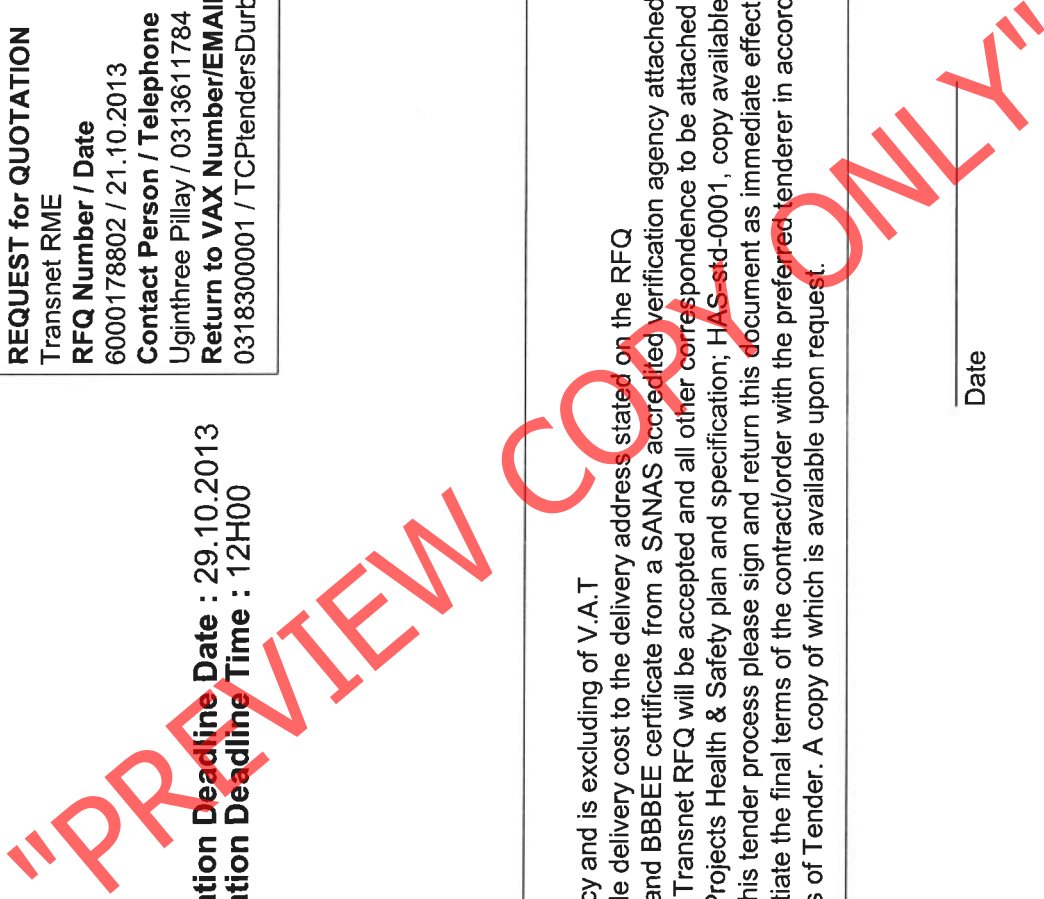 REQUEST for QUOTATION
Transnet RME
RFQ Number / Date
6000178802 / 21.10.2013
Contact Person / Telephone
Uginthree Pillay / 0313611784
Return to VAX Number/EMAIL
0318300001 / TCPtendersDurb
ation Deadline Date : 29.10.2013
ation Deadline Time : 12H00
cy and is excluding of V.A.T
le delivery cost to the delivery address stated on the RFQ
and BBBEE certificate from a SANAS accredited verification agency attached
Transnet RFQ will be accepted and all other correspondence to be attached
Projects Health & Safety plan and specification; HAS-std-0001, copy available
his tender process please sign and return this document as immediate effect
tiate the final terms of the contract/order with the preferred tenderer in accord
s of Tender. A copy of which is available upon request.
Date
"PREVIEW COPY ONLY"